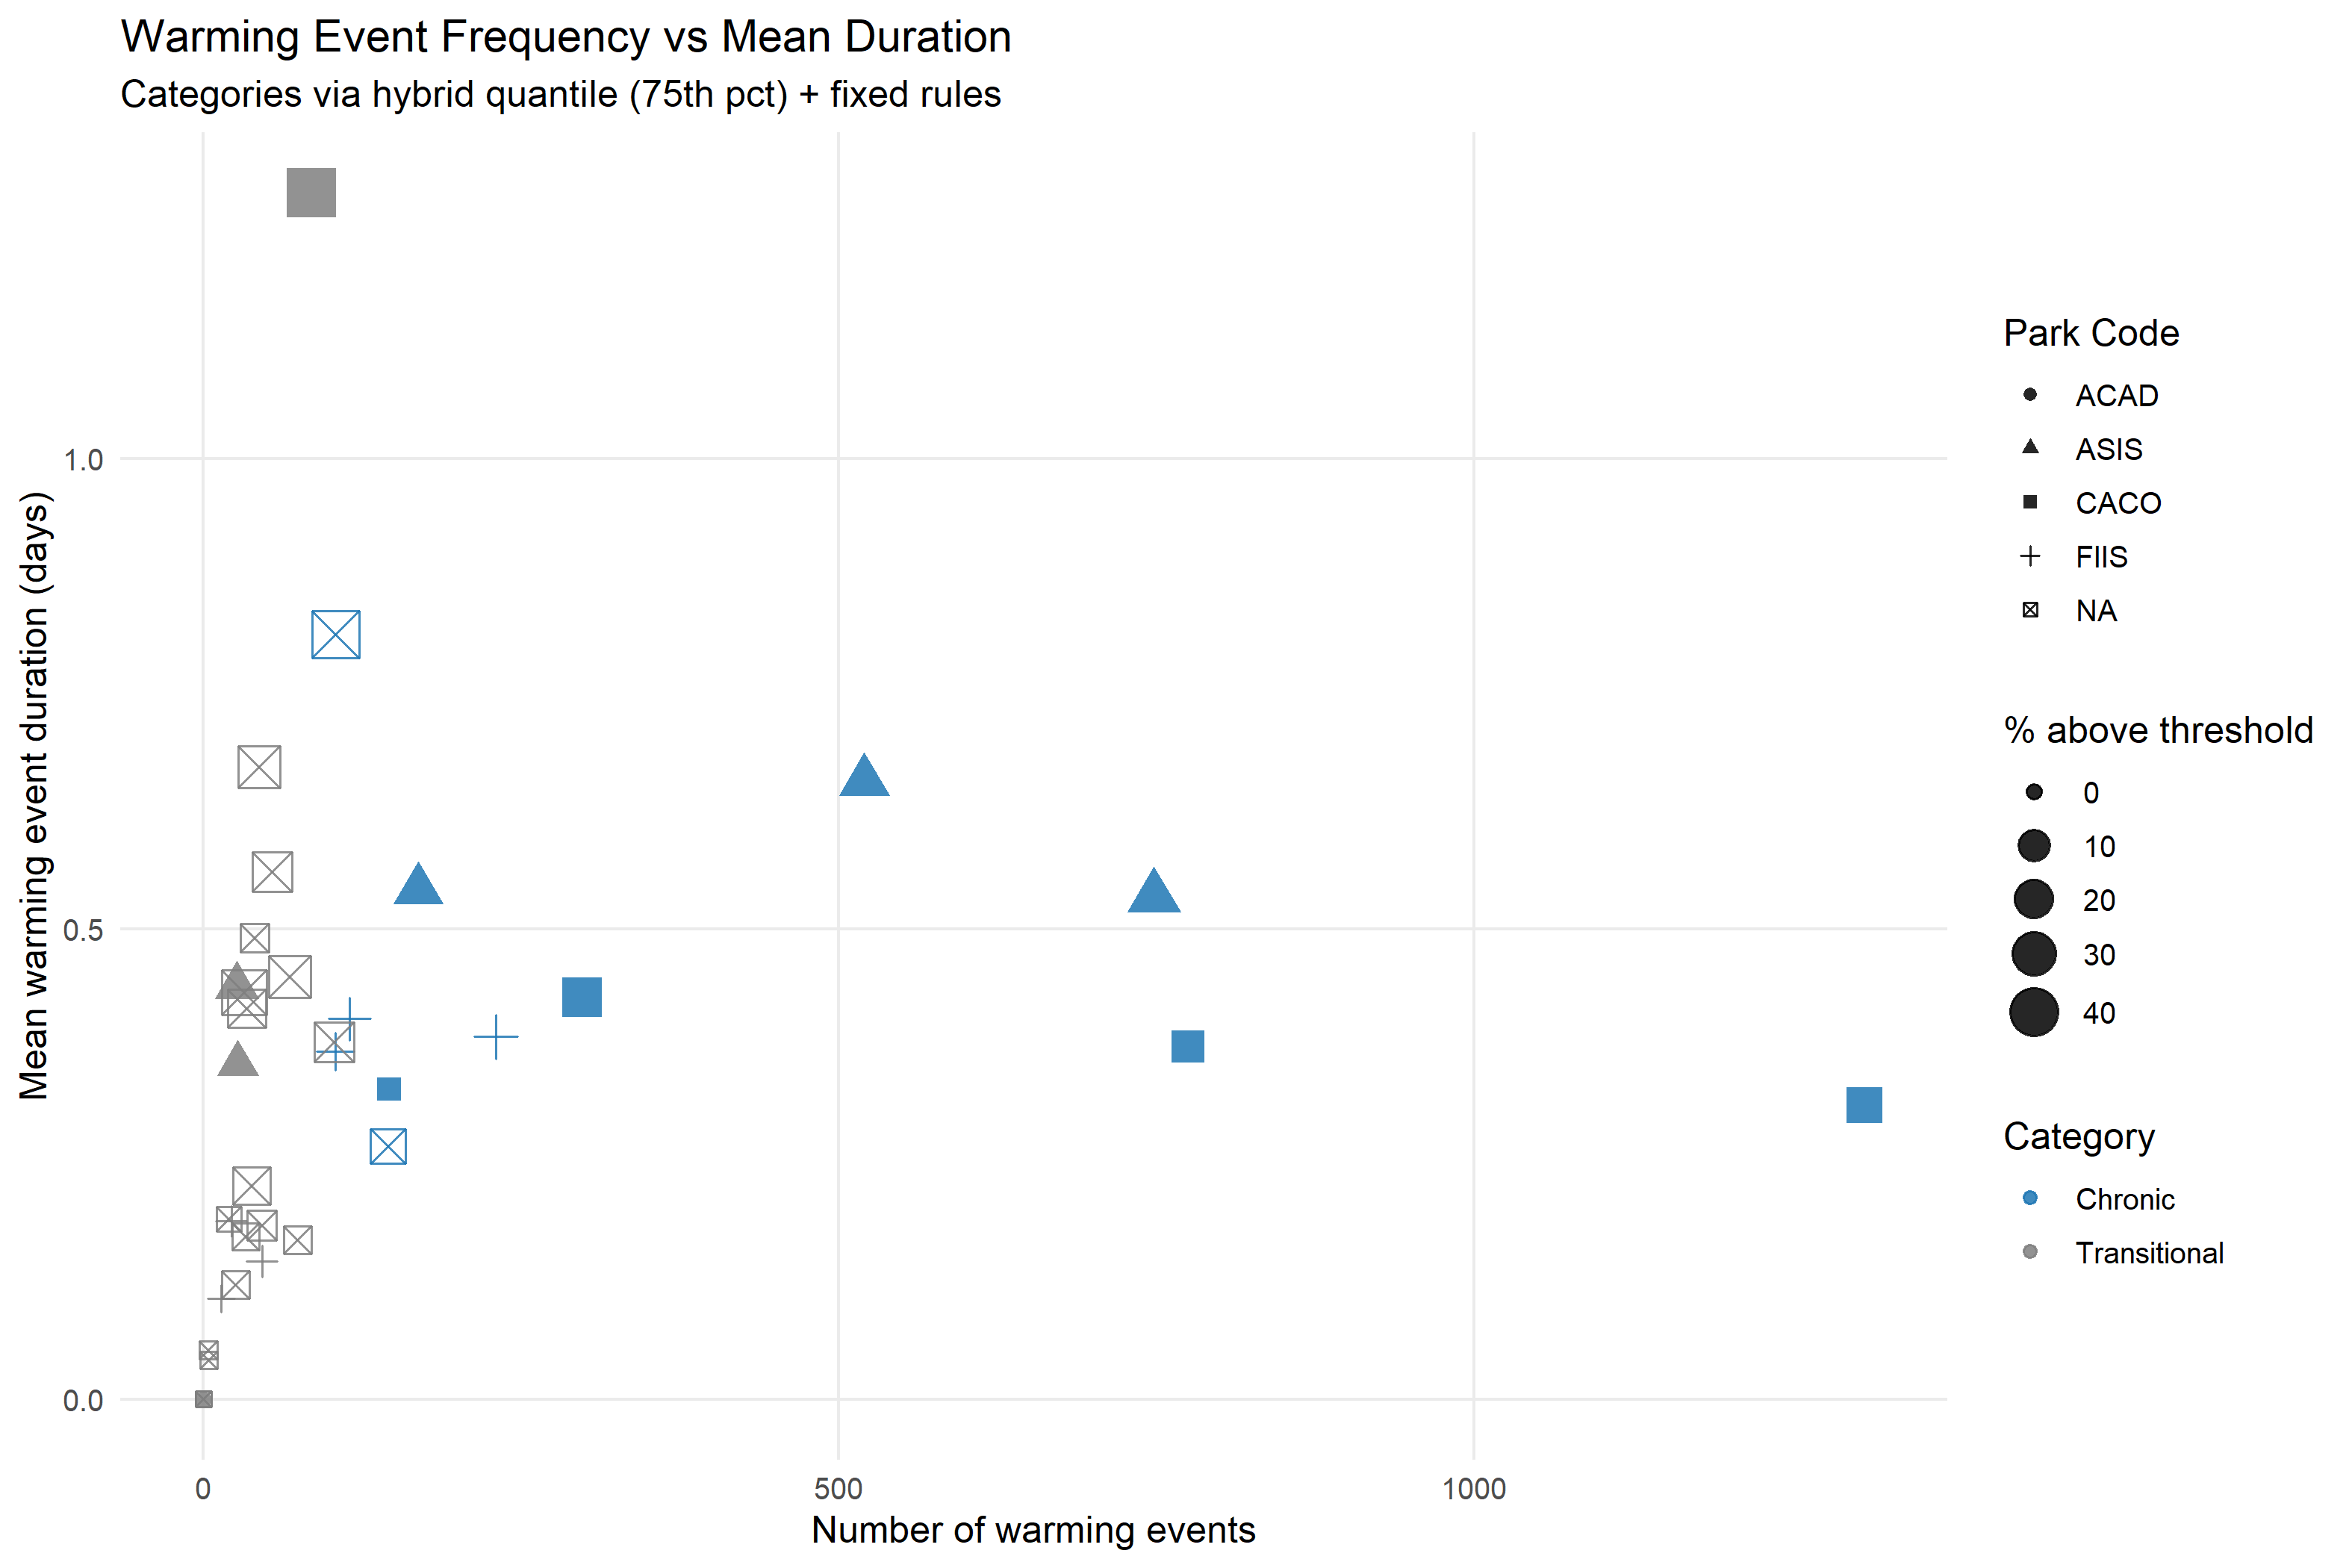 Warming Event Frequency vs Mean Duration
Categories via hybrid quantile (75th pct) + fixed rules
Mean warming event duration (days)
1.0
0.5
0.0
0
500
1000
Number of warming events
Park Code
ACAD
ASIS
CACO
FIIS
NA
% above threshold
0
10
20
30
40
Category
Chronic
Transitional